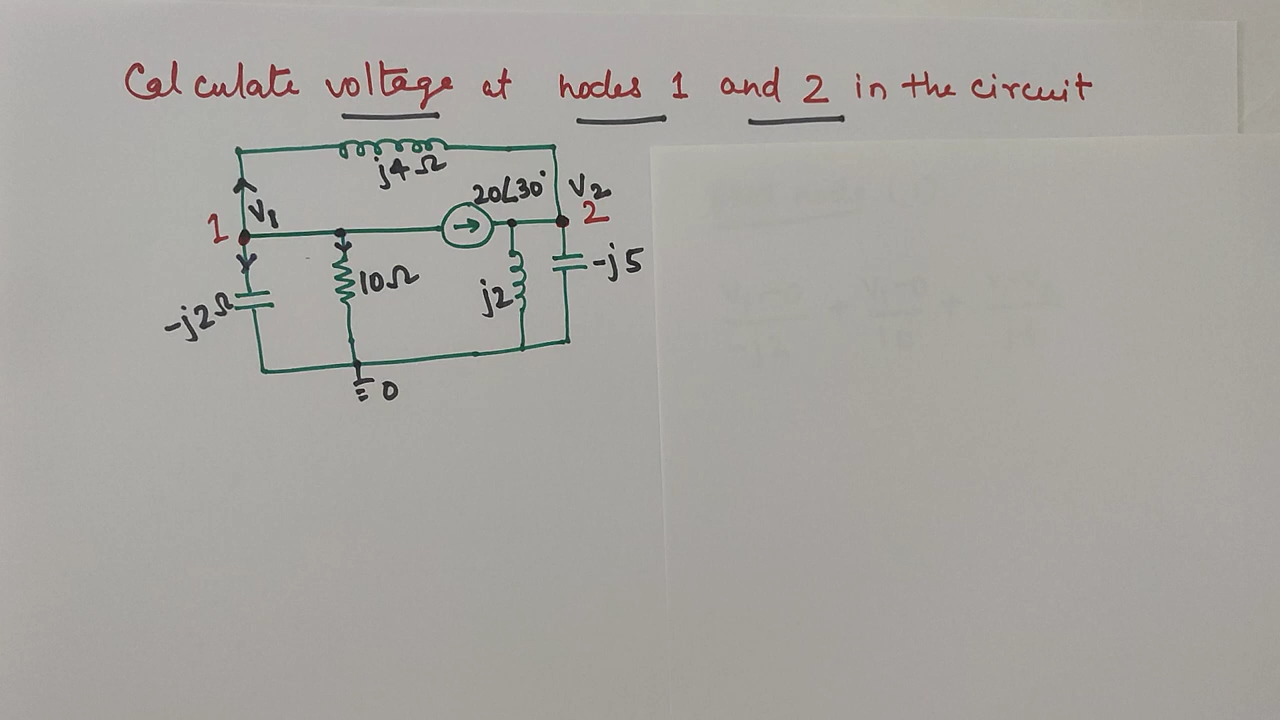 Calculate voltage at nodes 1 and 2 in the circuit
j4Ω
20∠30°
V2
1
V1
2
-j5
10Ω
j2
-j2Ω
0